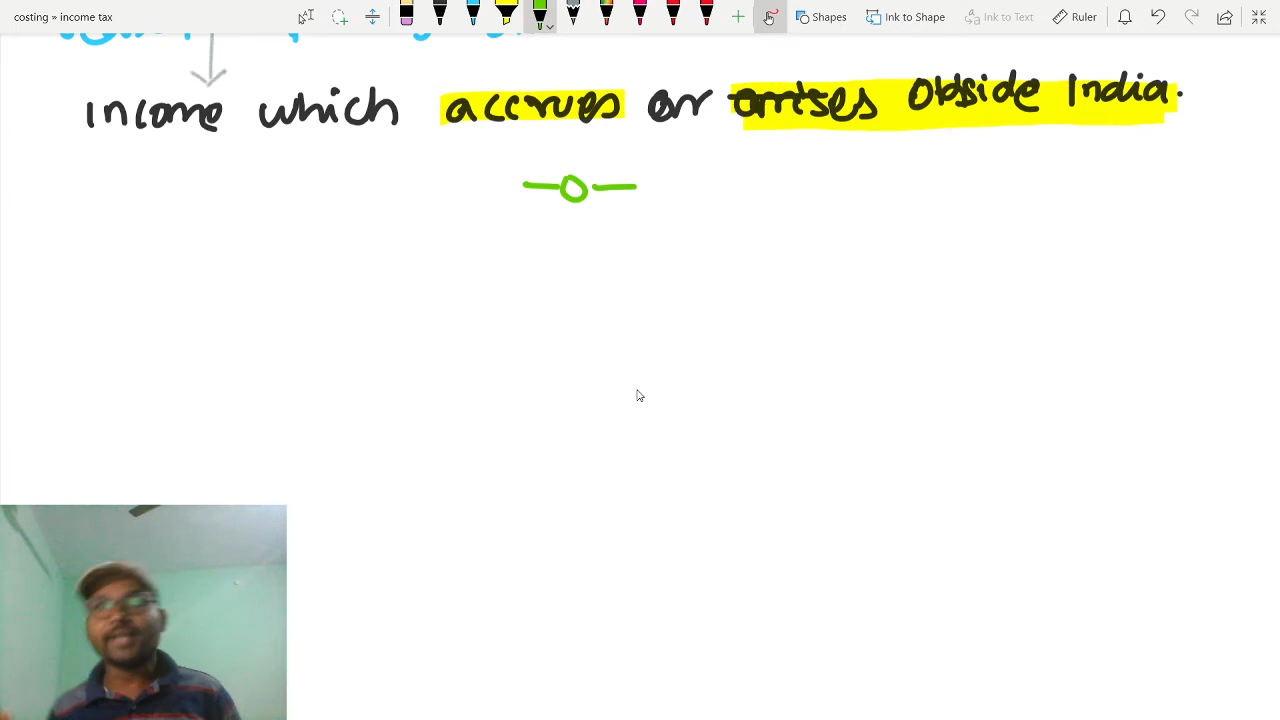 costing » income tax
Shapes Ink to Shape Ink to Text Ruler
Income which accrues or arises Outside India.